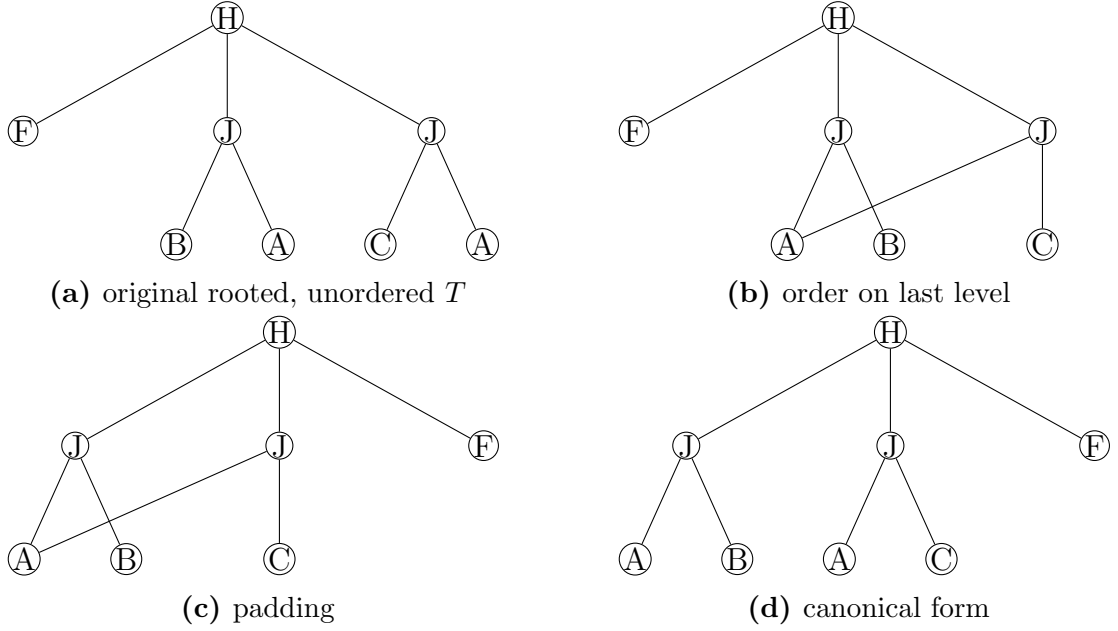 H
F J J
B A C A
(a) original rooted, unordered T
H
F J J
A B C
(b) order on last level
H
J J F
A B C
(c) padding
H
J J F
A B A C
(d) canonical form